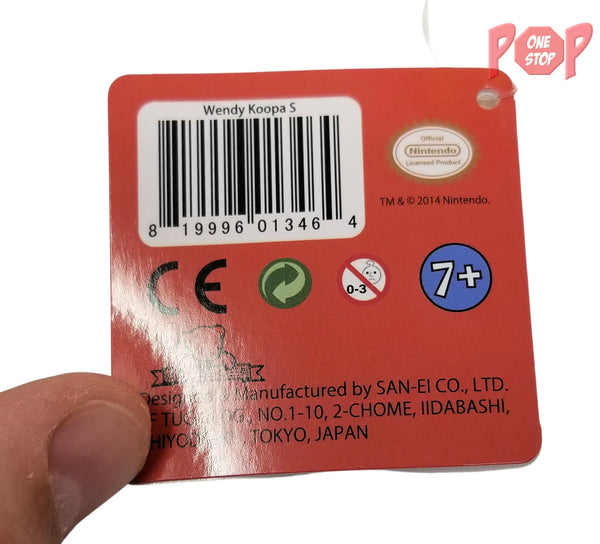 POP
ONE
STOP
Wendy Koopa S
8 19996 01346 4
Official
Nintendo
Licensed Product
TM & © 2014 Nintendo.
CE
0-3
7+
Manufactured by SAN-EI CO., LTD.
NO.1-10, 2-CHOME, IIDABASHI,
TOKYO, JAPAN